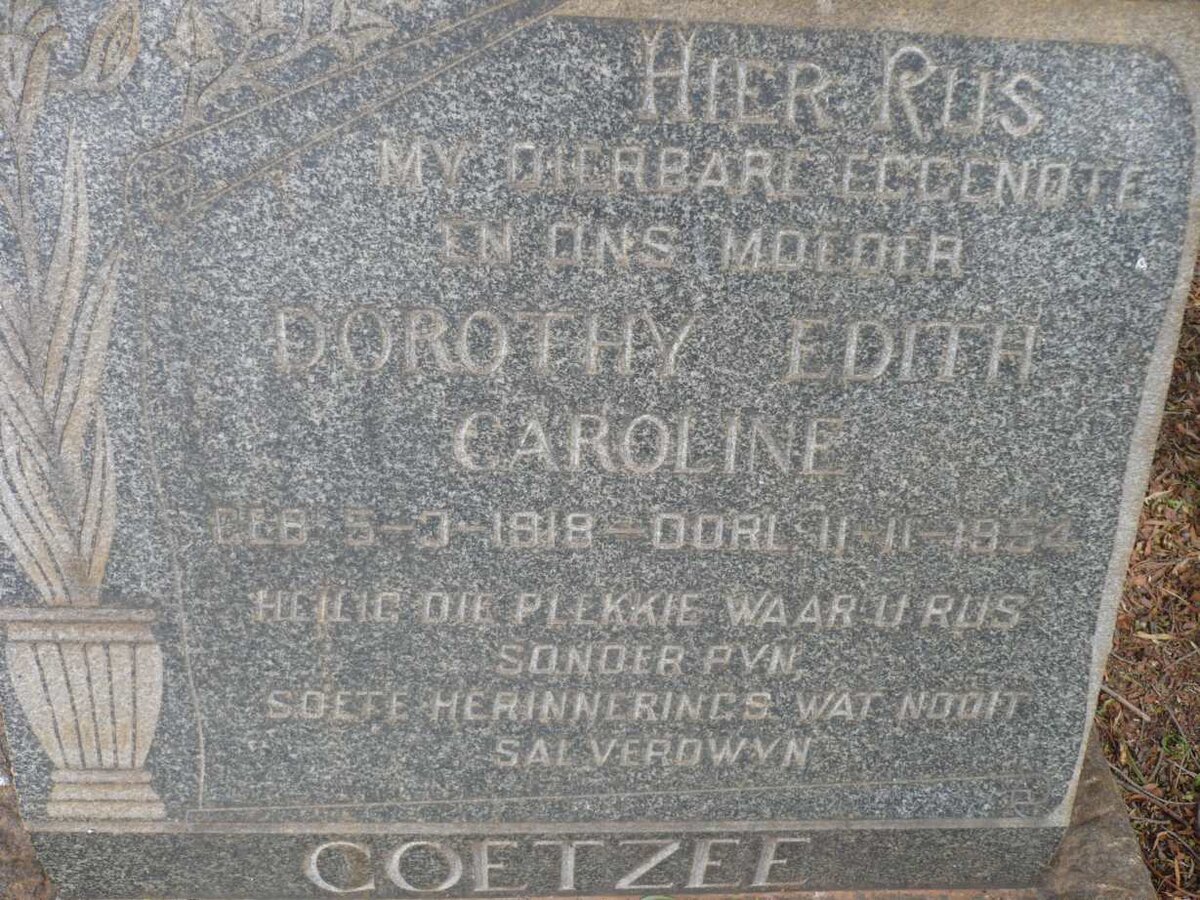 HIER RUS
MY DIERBARE EGGENOTE
EN ONS MOEDER
DOROTHY EDITH
CAROLINE
GEB 5-3-1918 - OORL. 11-11-1954
HEILIG DIE PLEKKIE WAAR U RUS
SONDER PYN
SOETE HERINNERINGS WAT NOOIT
SAL VERDWYN
COETZEE